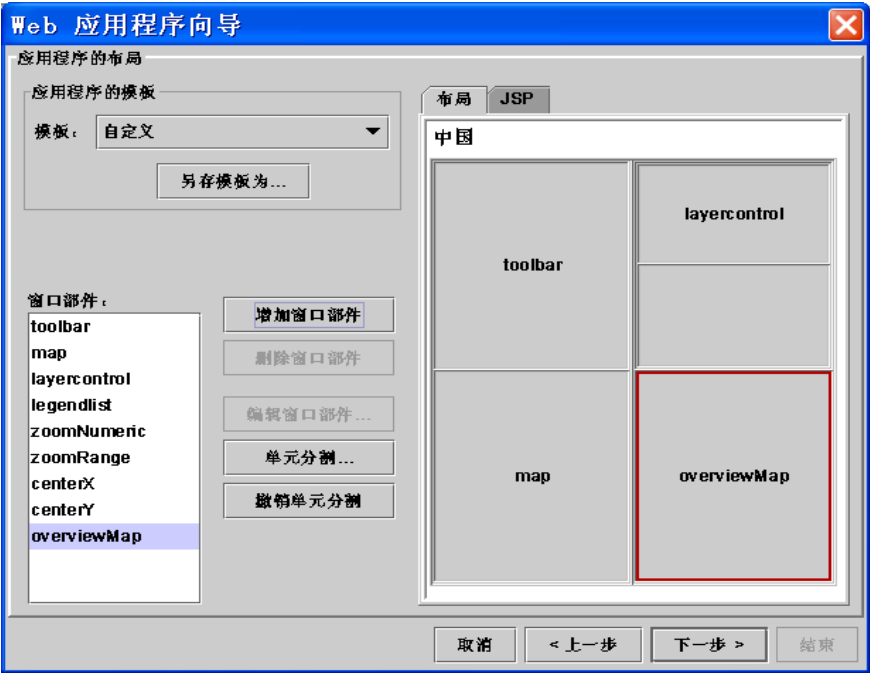 Web 应用程序向导
应用程序的布局
应用程序的模板
模板:
自定义
另存模板为...
窗口部件:
toolbar
map
layercontrol
legendlist
zoomNumeric
zoomRange
centerX
centerY
overviewMap
增加窗口部件
删除窗口部件
编辑窗口部件...
单元分割...
撤销单元分割
布局
JSP
中国
toolbar
layercontrol
map
overviewMap
取消
< 上一步
下一步 >
结束